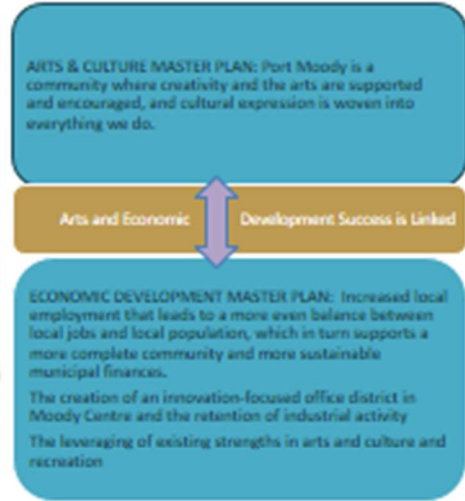 ARTS & CULTURE MASTER PLAN: Port Moody is a
community where creativity and the arts are supported
and encouraged, and cultural expression is woven into
everything we do.
Arts and Economic Development Success is Linked
ECONOMIC DEVELOPMENT MASTER PLAN: Increased local
employment that leads to a more even balance between
local jobs and local population, which in turn supports a
more complete community and more sustainable
municipal finances.
The creation of an innovation-focused office district in
Moody Centre and the retention of industrial activity
The leveraging of existing strengths in arts and culture and
recreation